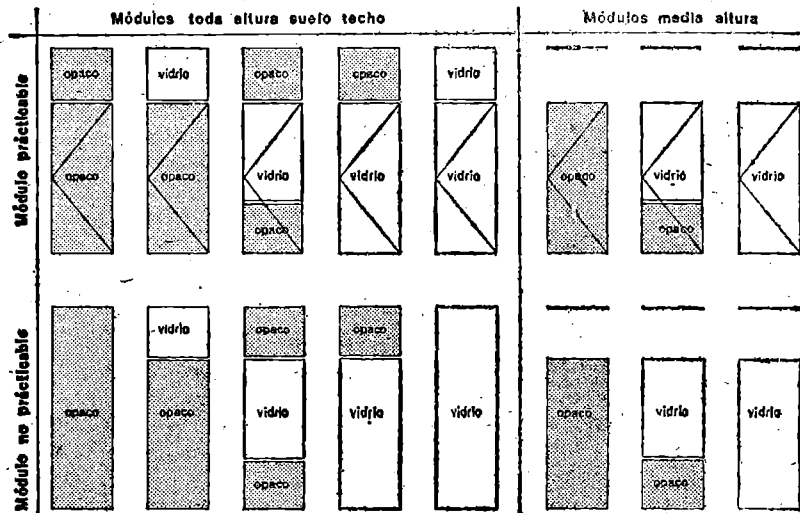 Módulos toda altura suelo techo
Módulos media altura
Módulo prácticable
opaco vidrio opaco opaco vidrio
opaco opaco vidrio vidrio vidrio opaco vidrio vidrio
opaco opaco
Módulo no prácticable
vidrio opaco opaco
opaco opaco vidrio vidrio vidrio opaco vidrio vidrio
opaco opaco